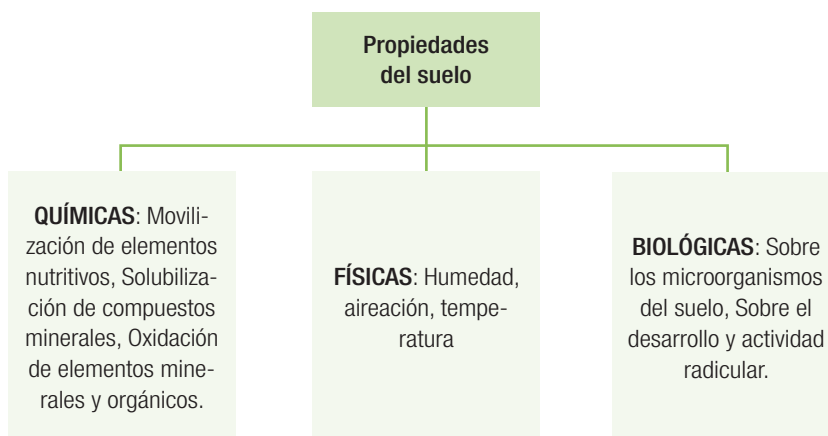 Propiedades
del suelo
QUÍMICAS: Movili-
zación de elementos
nutritivos, Solubiliza-
ción de compuestos
minerales, Oxidación
de elementos mine-
rales y orgánicos.
FÍSICAS: Humedad,
aireación, tempe-
ratura
BIOLÓGICAS: Sobre
los microorganismos
del suelo, Sobre el
desarrollo y actividad
radicular.